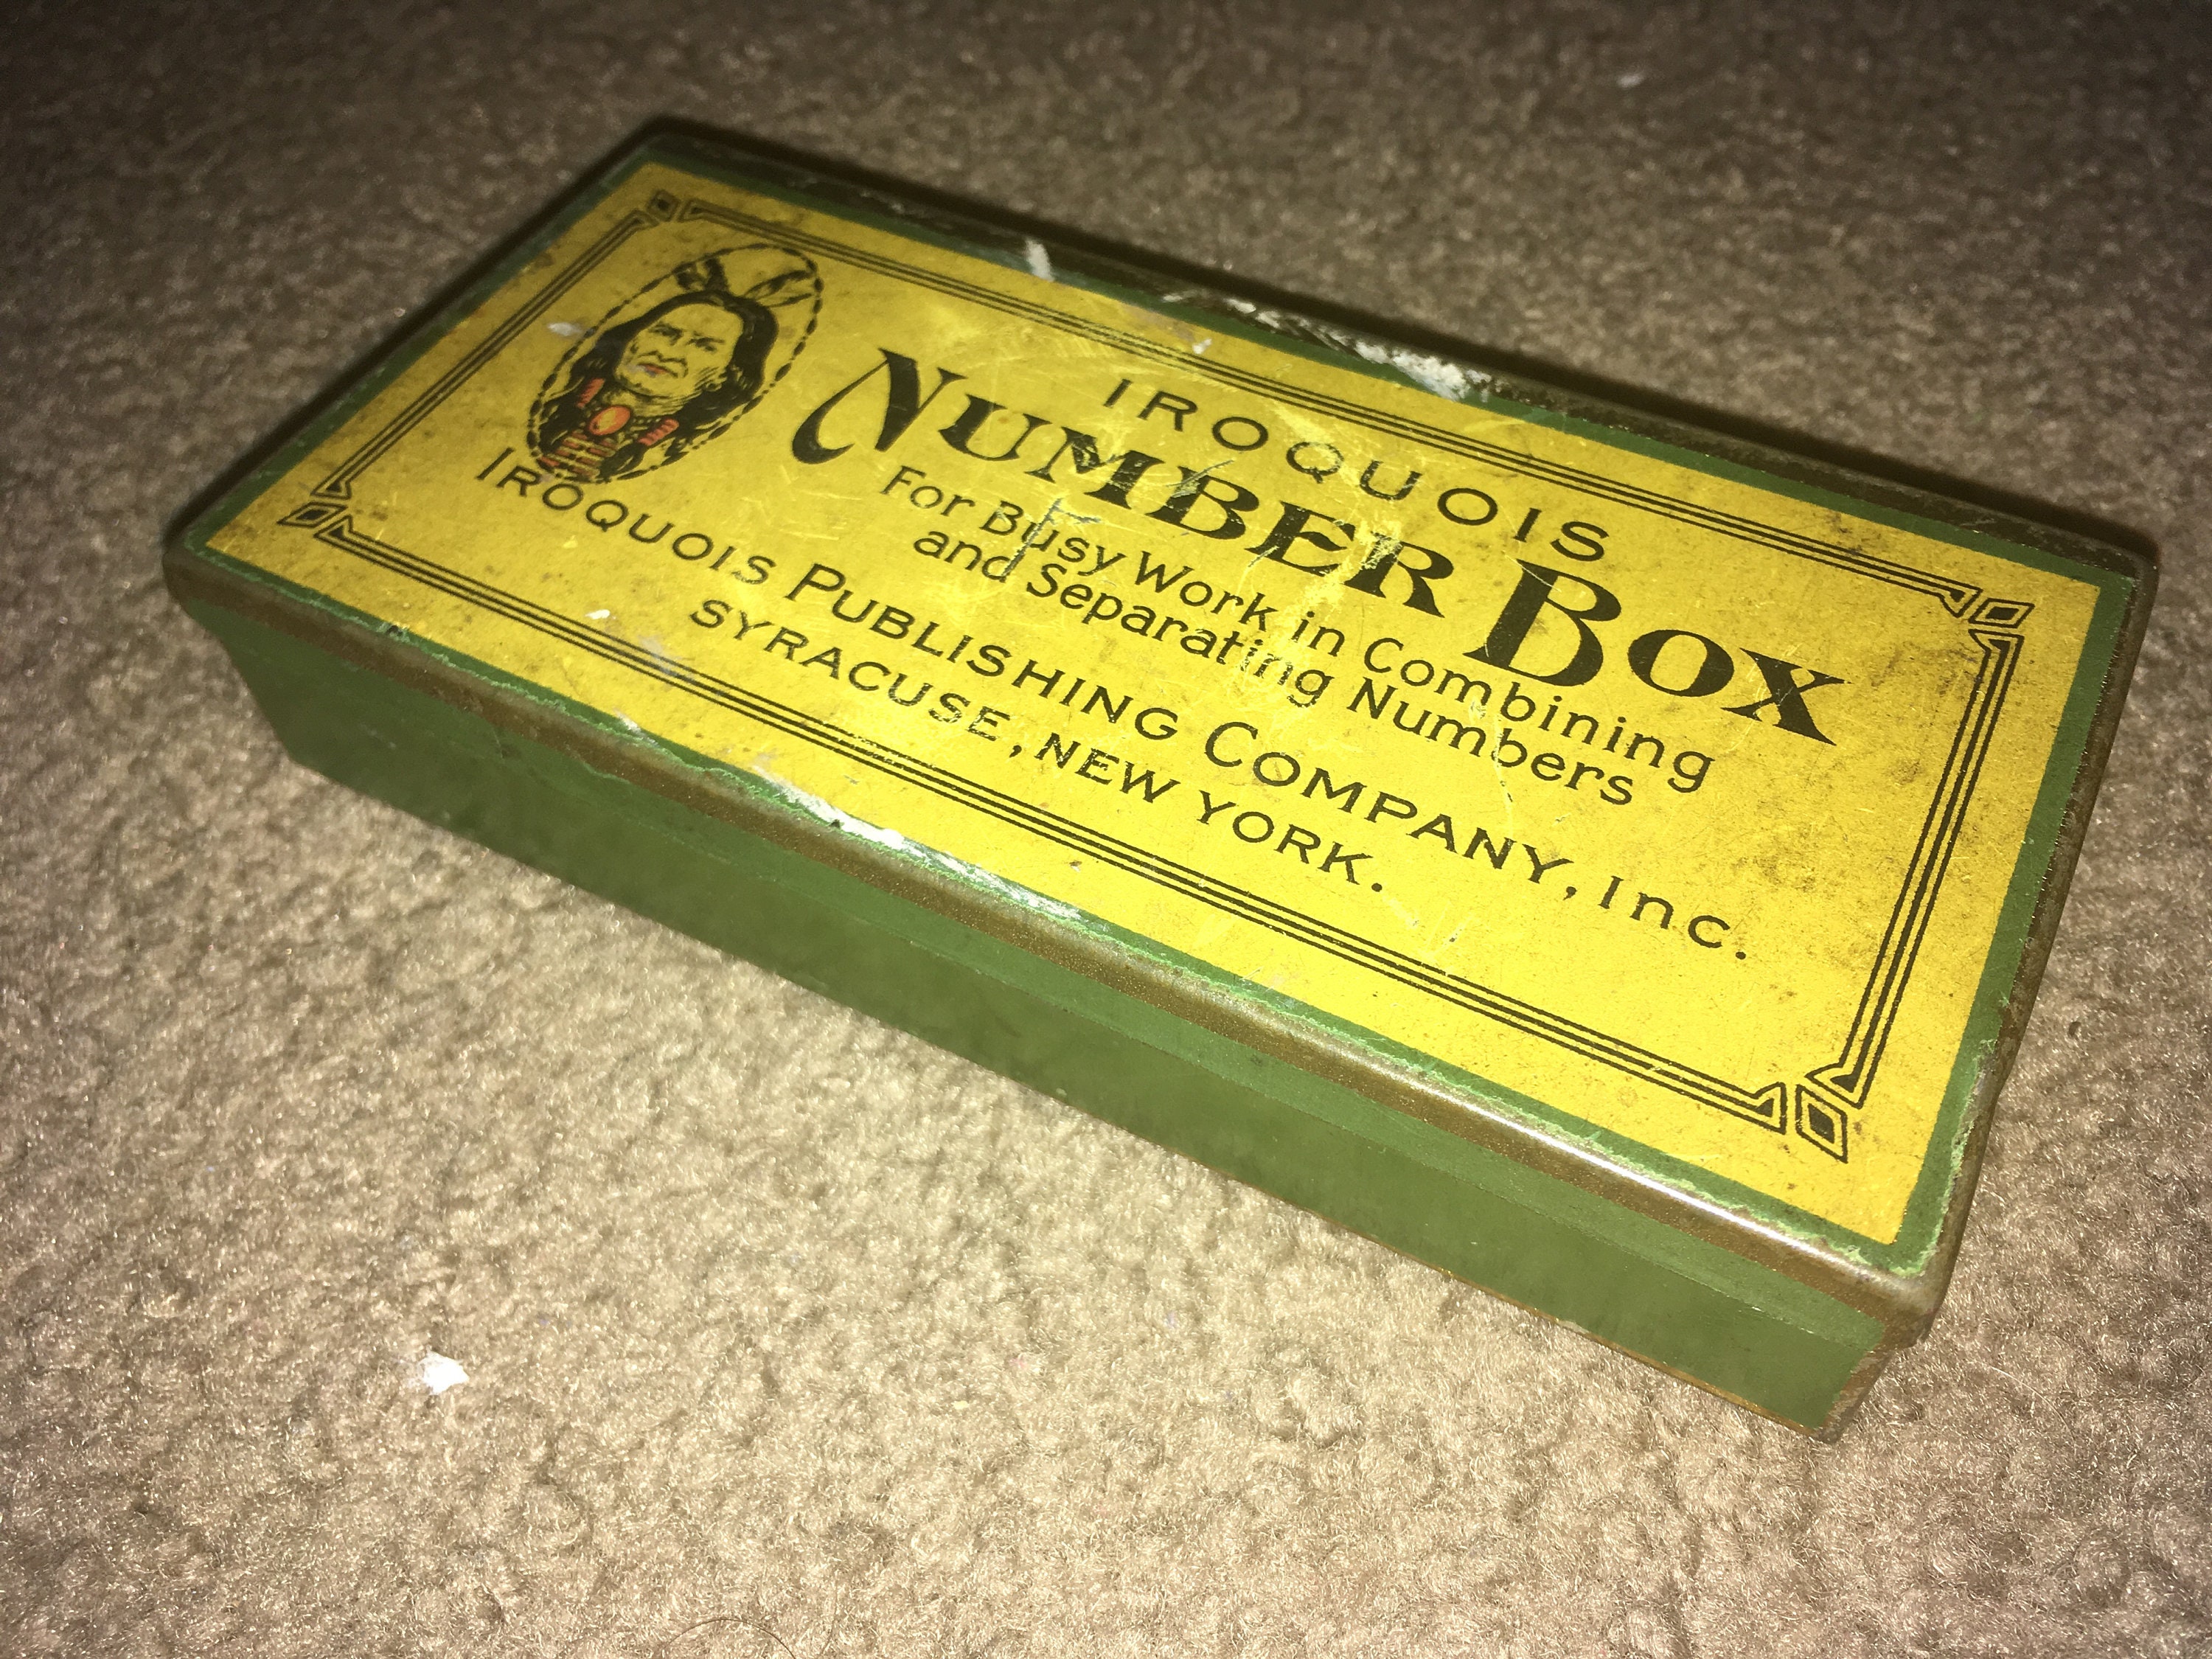 IROQUOIS
NUMBER BOX
For Busy Work in Combining
and Separating Numbers
IROQUOIS PUBLISHING COMPANY, Inc.
SYRACUSE, NEW YORK.